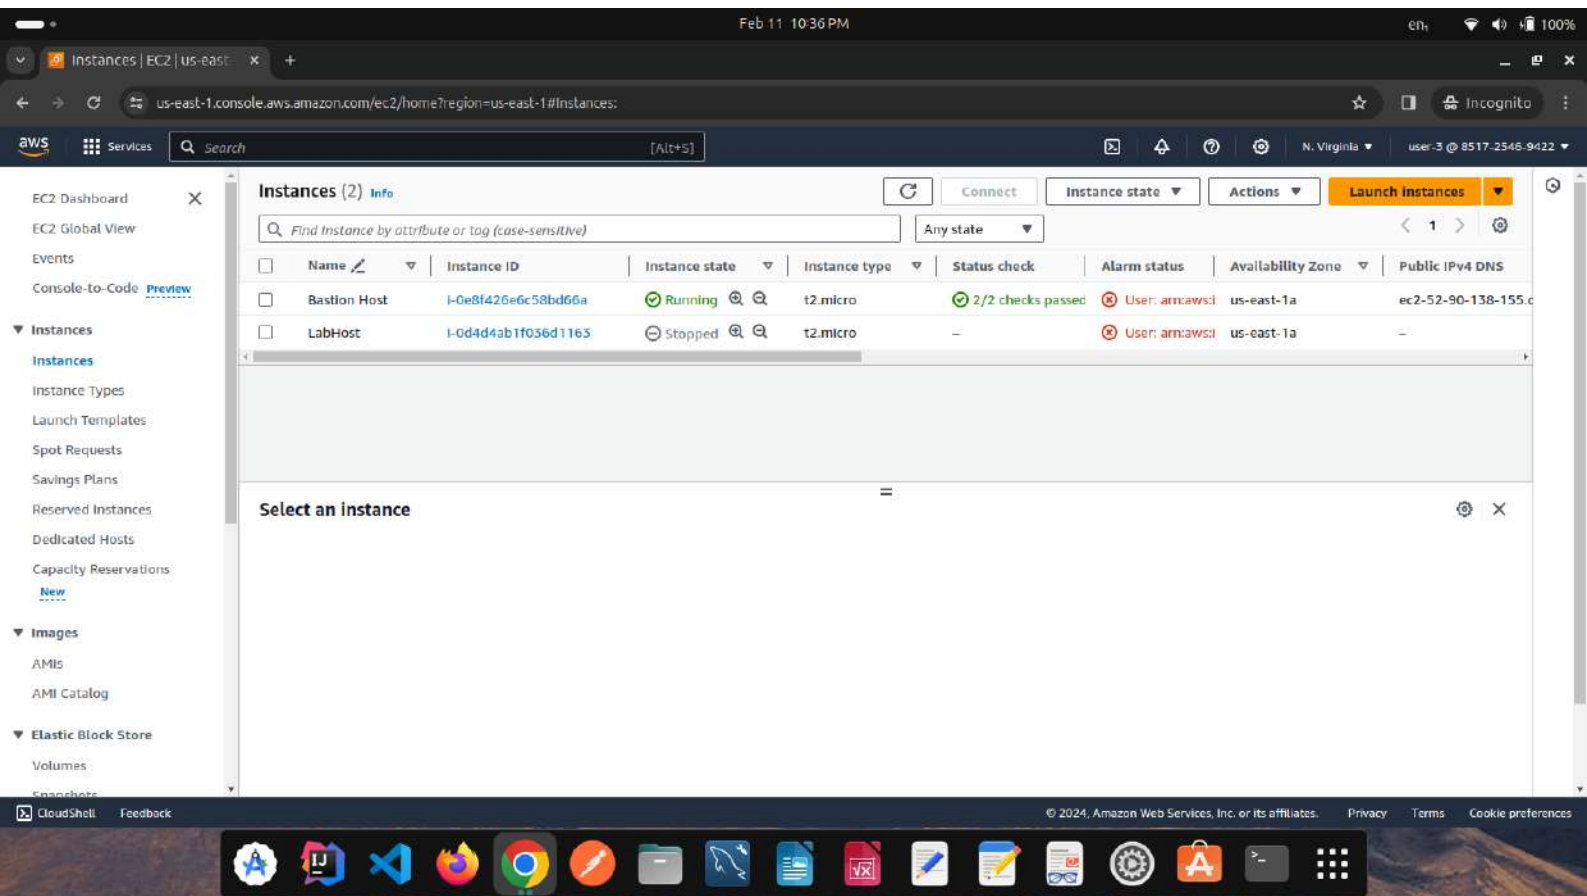 Feb 11 10:36 PM
en₁
100%
Instances | EC2 | us-east
us-east-1.console.aws.amazon.com/ec2/home?region=us-east-1#Instances:
Incognito
aws
Services
Search
[Alt+S]
N. Virginia
user-3 @ 8517-2546-9422
EC2 Dashboard
EC2 Global View
Events
Console-to-Code Preview
Instances
Instances
Instance Types
Launch Templates
Spot Requests
Savings Plans
Reserved Instances
Dedicated Hosts
Capacity Reservations
New
Images
AMIs
AMI Catalog
Elastic Block Store
Volumes
Snapshots
Instances (2) Info
Connect
Instance state
Actions
Launch instances
Find Instance by attribute or tag (case-sensitive)
Any state
1
Name Instance ID Instance state Instance type Status check Alarm status Availability Zone Public IPv4 DNS
Bastion Host i-0e8f426e6c58bd66a Running t2.micro 2/2 checks passed User: arn:aws:i us-east-1a ec2-52-90-138-155.c
LabHost i-0d4d4ab1f036d1163 Stopped t2.micro – User: arn:aws:i us-east-1a –
Select an instance
CloudShell Feedback
© 2024, Amazon Web Services, Inc. or its affiliates. Privacy Terms Cookie preferences